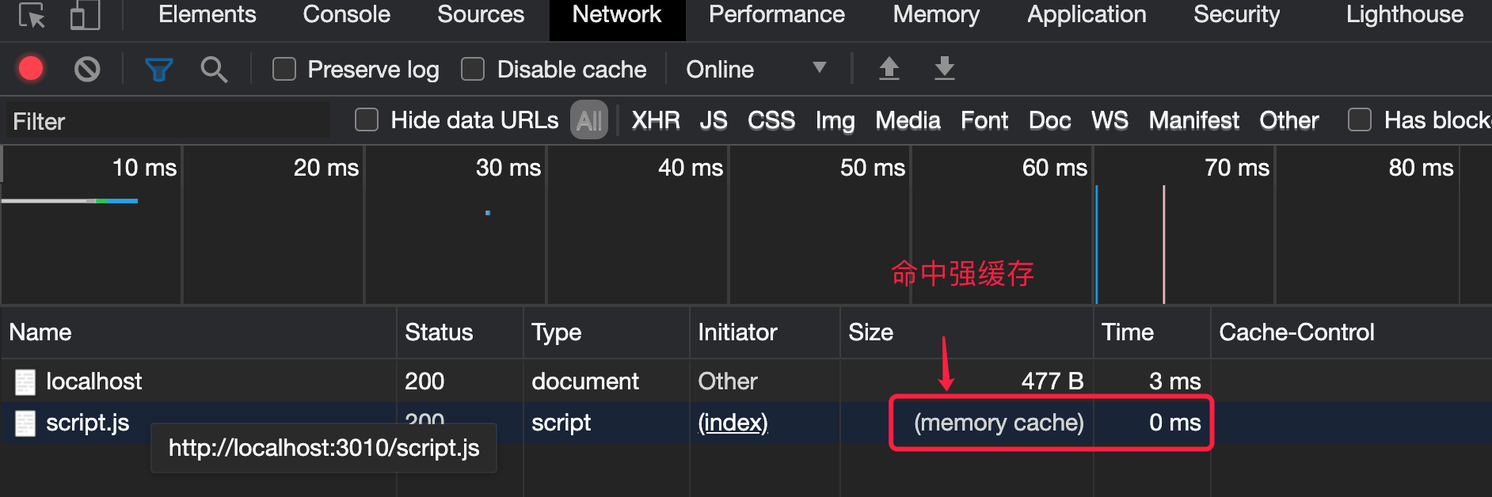 Elements Console Sources Network Performance Memory Application Security Lighthouse
Preserve log Disable cache Online
Filter Hide data URLs All XHR JS CSS Img Media Font Doc WS Manifest Other Has blocke
10 ms 20 ms 30 ms 40 ms 50 ms 60 ms 70 ms 80 ms
命中强缓存
Name Status Type Initiator Size Time Cache-Control
localhost 200 document Other 477 B 3 ms
script.js 200 script (index) (memory cache) 0 ms
http://localhost:3010/script.js